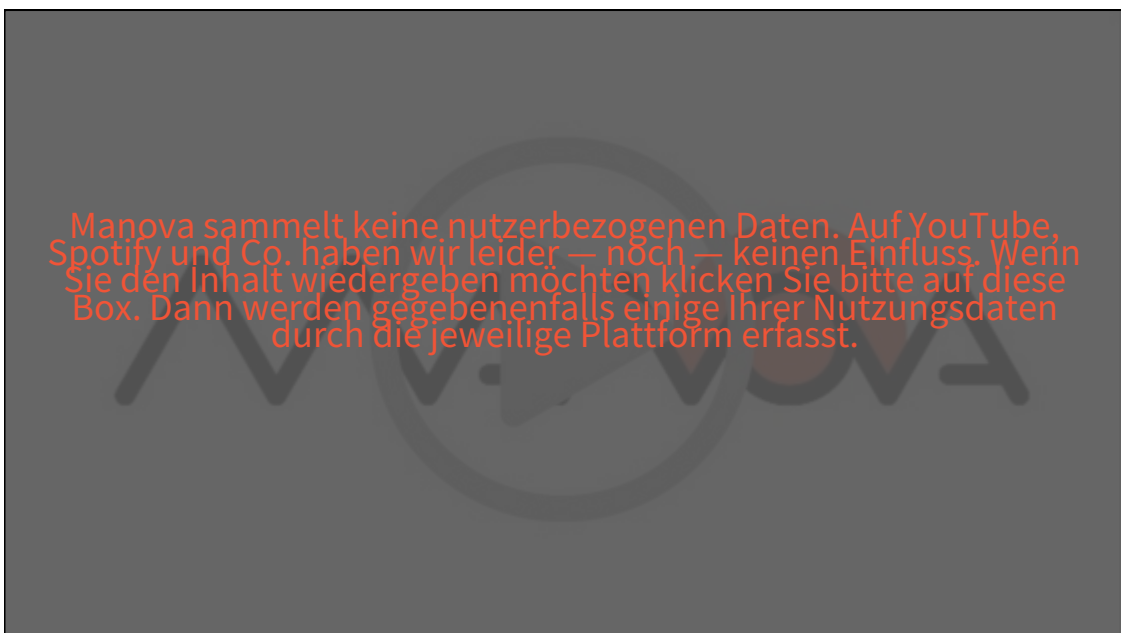 Manova sammelt keine nutzerbezogenen Daten. Auf YouTube,
Spotify und Co. haben wir leider — noch — keinen Einfluss. Wenn
Sie den Inhalt wiedergeben möchten klicken Sie bitte auf diese
Box. Dann werden gegebenenfalls einige Ihrer Nutzungsdaten
durch die jeweilige Plattform erfasst.
MANOVA